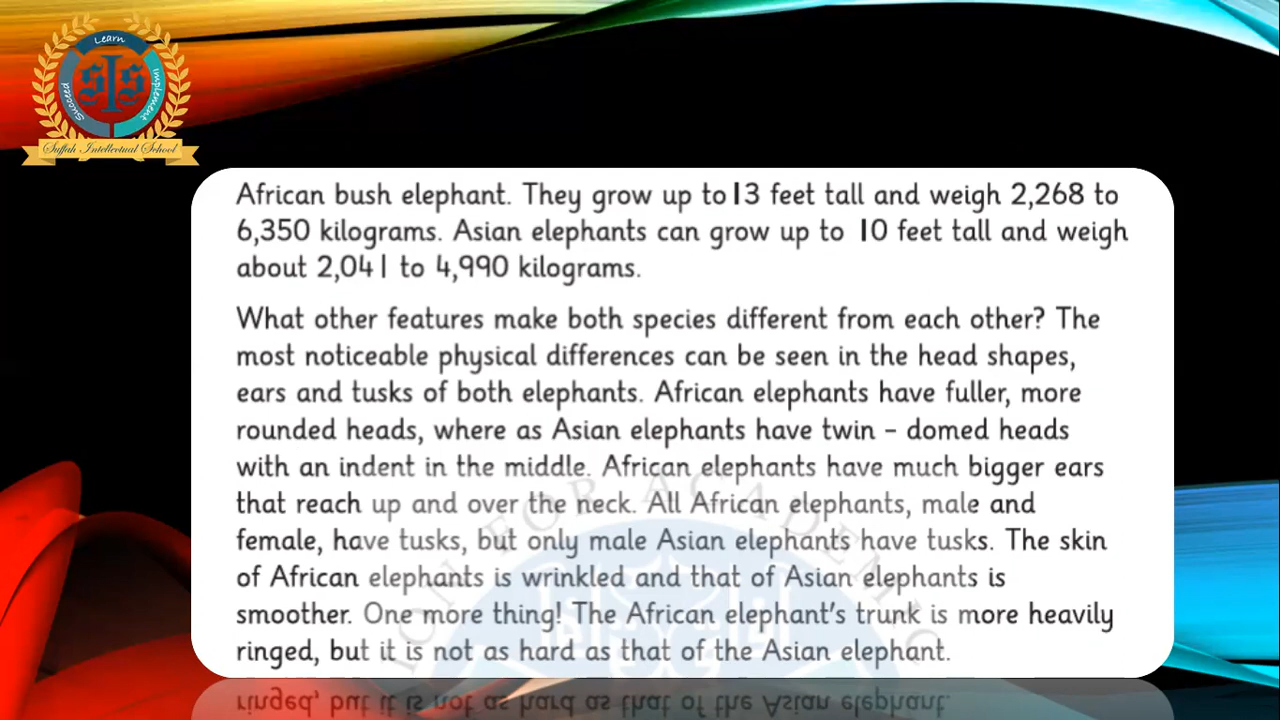 Learn
Succeed
Implement
SIS
Suffah Intellectual School
African bush elephant. They grow up to 13 feet tall and weigh 2,268 to
6,350 kilograms. Asian elephants can grow up to 10 feet tall and weigh
about 2,041 to 4,990 kilograms.
What other features make both species different from each other? The
most noticeable physical differences can be seen in the head shapes,
ears and tusks of both elephants. African elephants have fuller, more
rounded heads, where as Asian elephants have twin – domed heads
with an indent in the middle. African elephants have much bigger ears
that reach up and over the neck. All African elephants, male and
female, have tusks, but only male Asian elephants have tusks. The skin
of African elephants is wrinkled and that of Asian elephants is
smoother. One more thing! The African elephant's trunk is more heavily
ringed, but it is not as hard as that of the Asian elephant.
FOR ACADEMIC